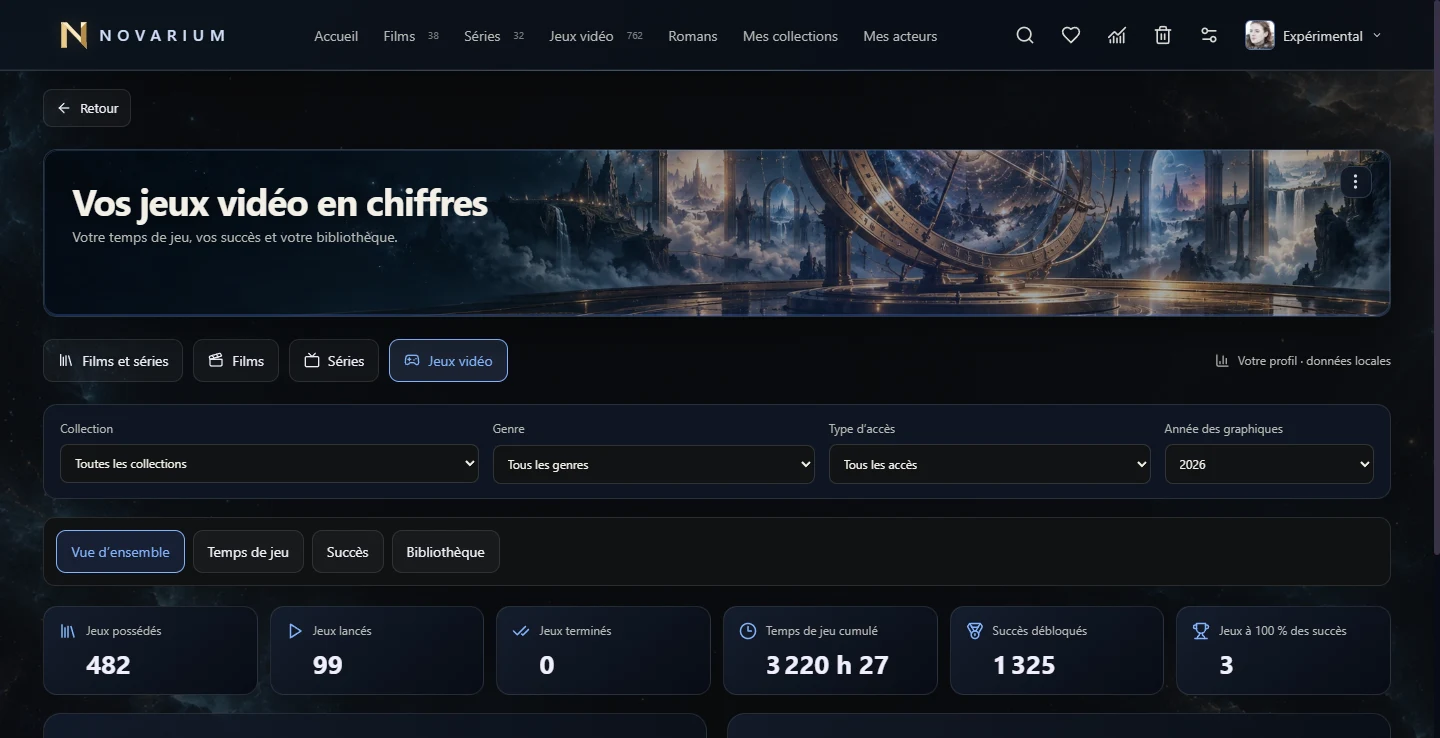 NOVARIUM Accueil Films 38 Séries 32 Jeux vidéo 762 Romans Mes collections Mes acteurs Expérimental
Retour
Vos jeux vidéo en chiffres
Votre temps de jeu, vos succès et votre bibliothèque.
Films et séries Films Séries Jeux vidéo Votre profil · données locales
Collection Genre Type d’accès Année des graphiques
Toutes les collections Tous les genres Tous les accès 2026
Vue d’ensemble Temps de jeu Succès Bibliothèque
Jeux possédés Jeux lancés Jeux terminés Temps de jeu cumulé Succès débloqués Jeux à 100 % des succès
482 99 0 3 220 h 27 1 325 3